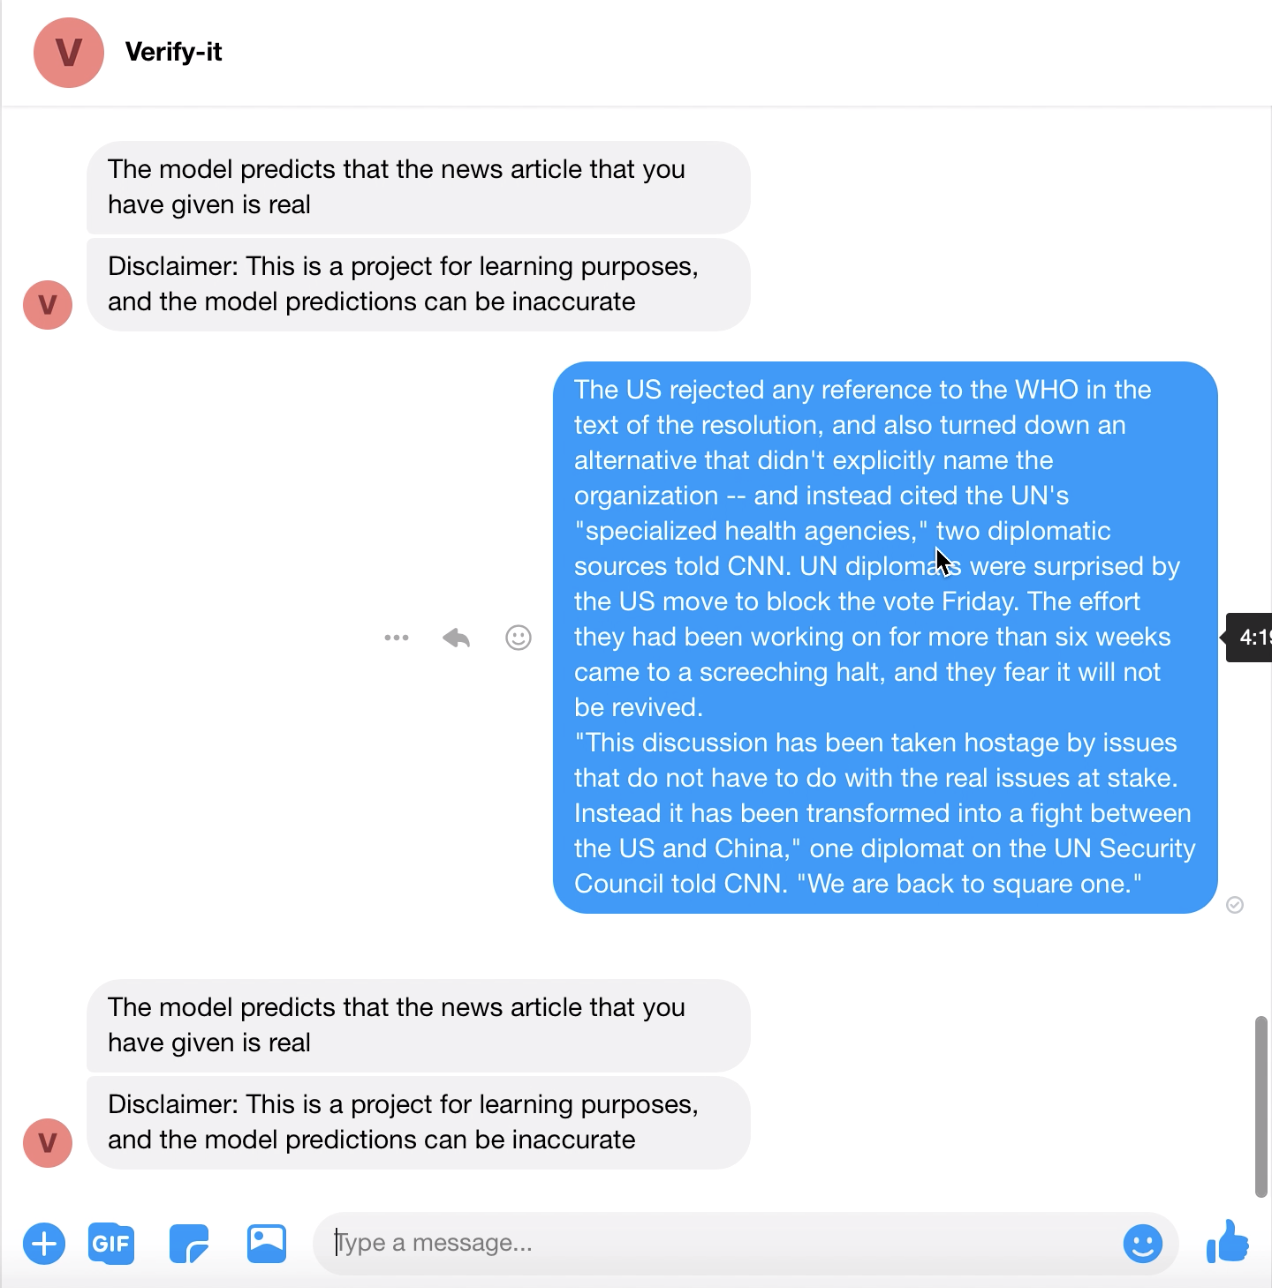 V Verify-it
The model predicts that the news article that you
have given is real
Disclaimer: This is a project for learning purposes,
and the model predictions can be inaccurate
V
The US rejected any reference to the WHO in the
text of the resolution, and also turned down an
alternative that didn't explicitly name the
organization -- and instead cited the UN's
"specialized health agencies," two diplomatic
sources told CNN. UN diplomats were surprised by
the US move to block the vote Friday. The effort
they had been working on for more than six weeks
came to a screeching halt, and they fear it will not
be revived.
"This discussion has been taken hostage by issues
that do not have to do with the real issues at stake.
Instead it has been transformed into a fight between
the US and China," one diplomat on the UN Security
Council told CNN. "We are back to square one."
The model predicts that the news article that you
have given is real
Disclaimer: This is a project for learning purposes,
and the model predictions can be inaccurate
V
GIF Type a message...